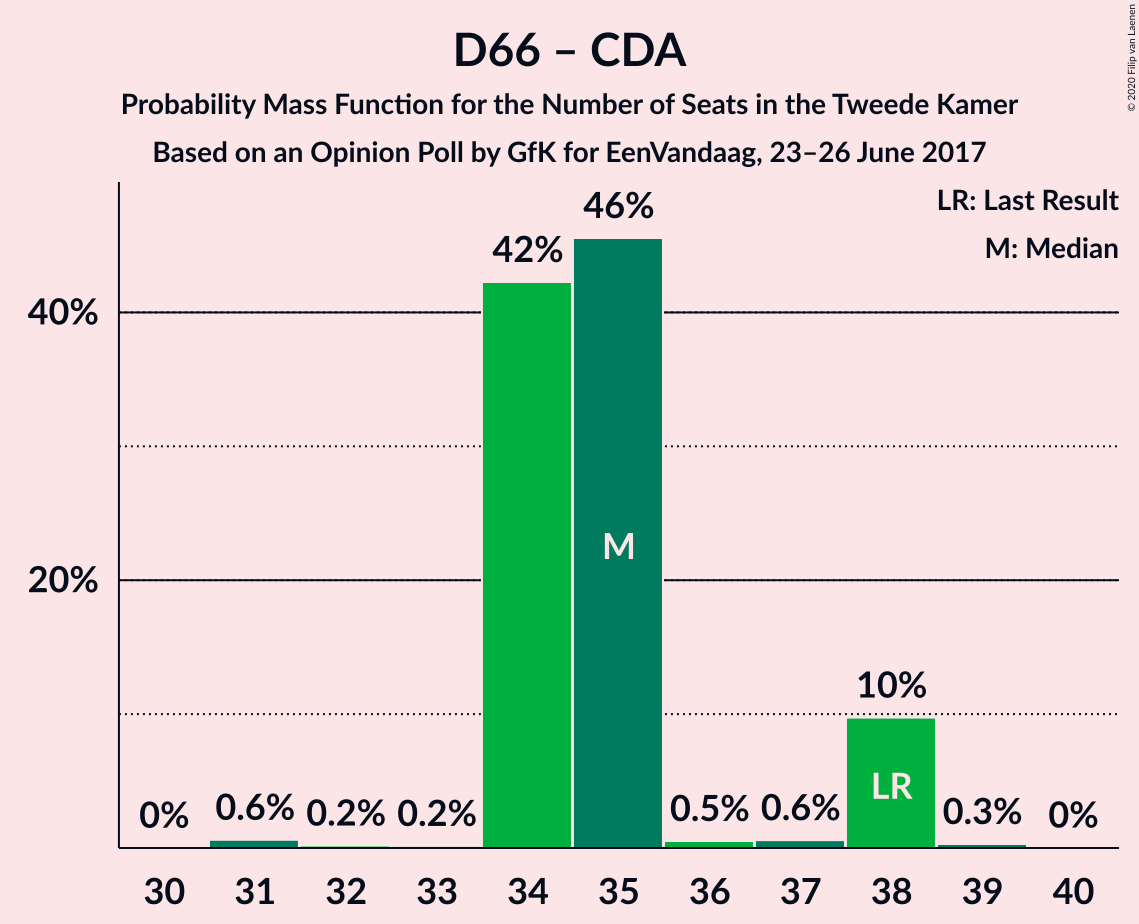 D66 – CDA
Probability Mass Function for the Number of Seats in the Tweede Kamer
Based on an Opinion Poll by GfK for EenVandaag, 23–26 June 2017
© 2020 Filip van Laenen
LR: Last Result
M: Median
40%
20%
0%
0.6%
0.2%
0.2%
42%
46%
0.5%
0.6%
10%
0.3%
0%
M
LR
30 31 32 33 34 35 36 37 38 39 40